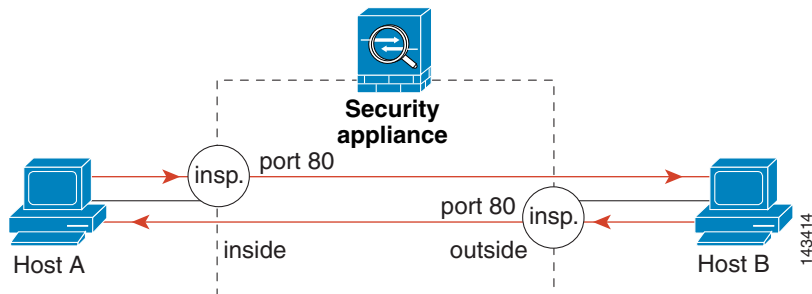 Security
appliance
insp.
port 80
port 80
insp.
inside
outside
Host A
Host B
143414